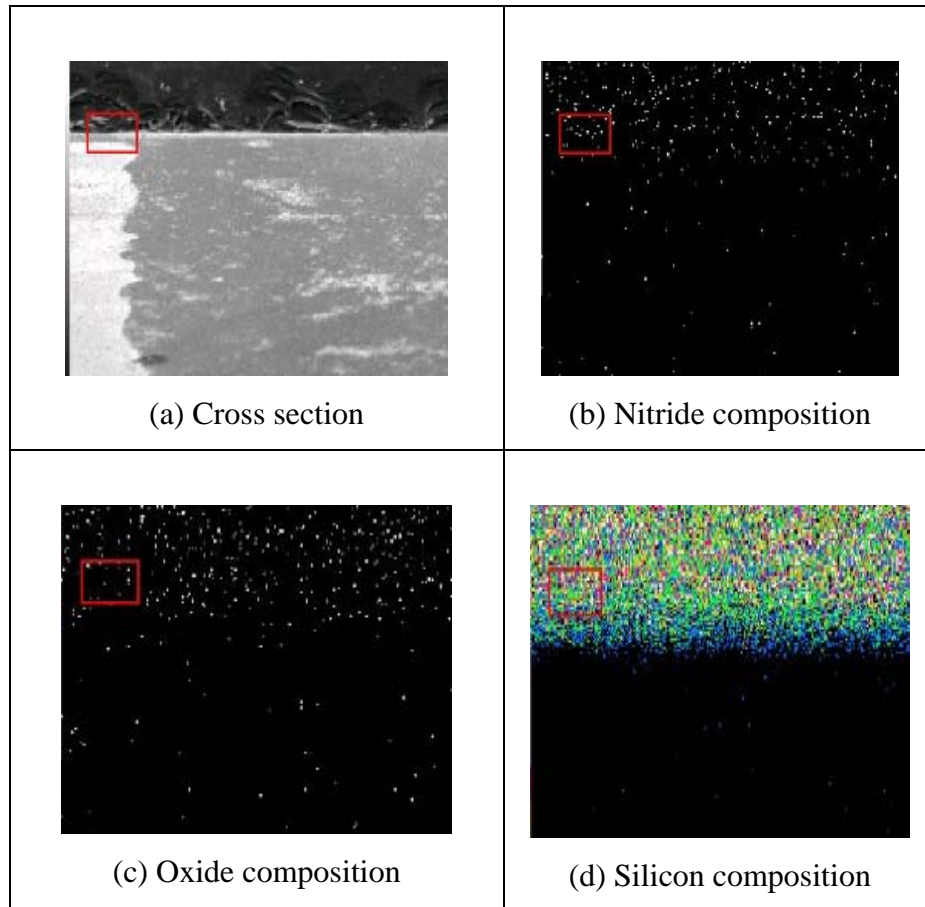 (a) Cross section
(b) Nitride composition
(c) Oxide composition
(d) Silicon composition